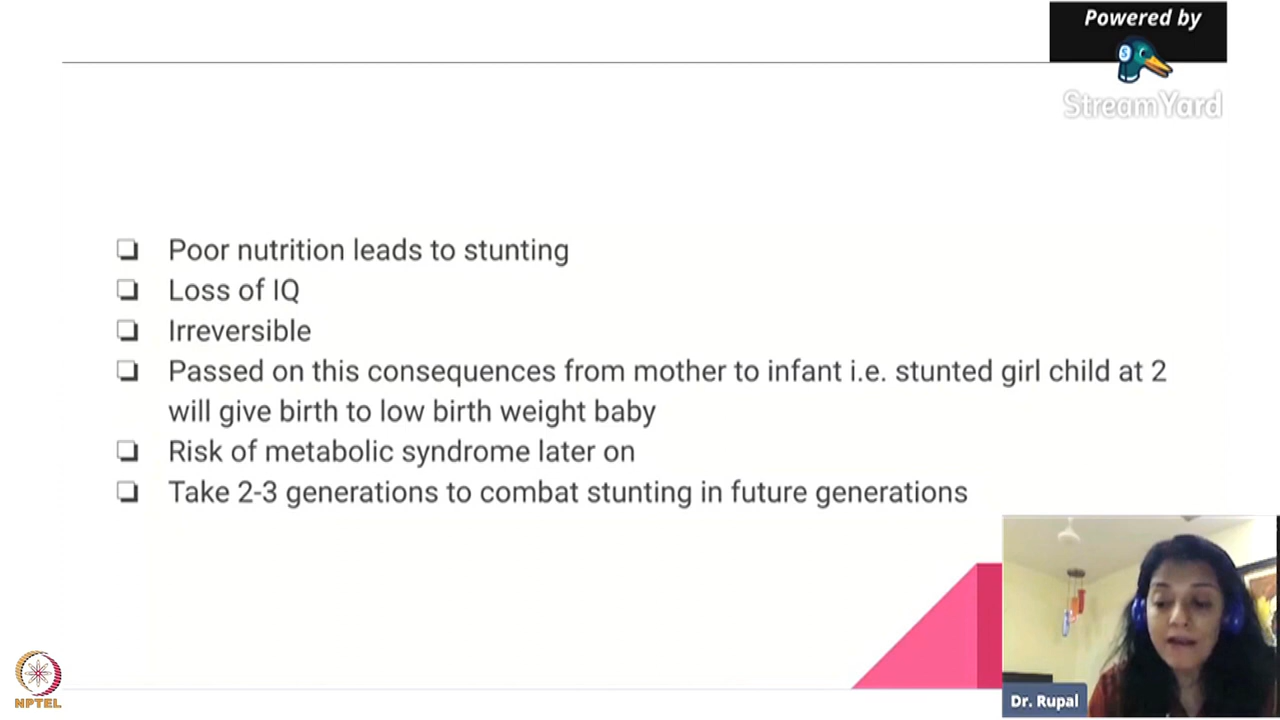 Powered by
S
StreamYard
Poor nutrition leads to stunting
Loss of IQ
Irreversible
Passed on this consequences from mother to infant i.e. stunted girl child at 2
will give birth to low birth weight baby
Risk of metabolic syndrome later on
Take 2-3 generations to combat stunting in future generations
Dr. Rupal
NPTEL